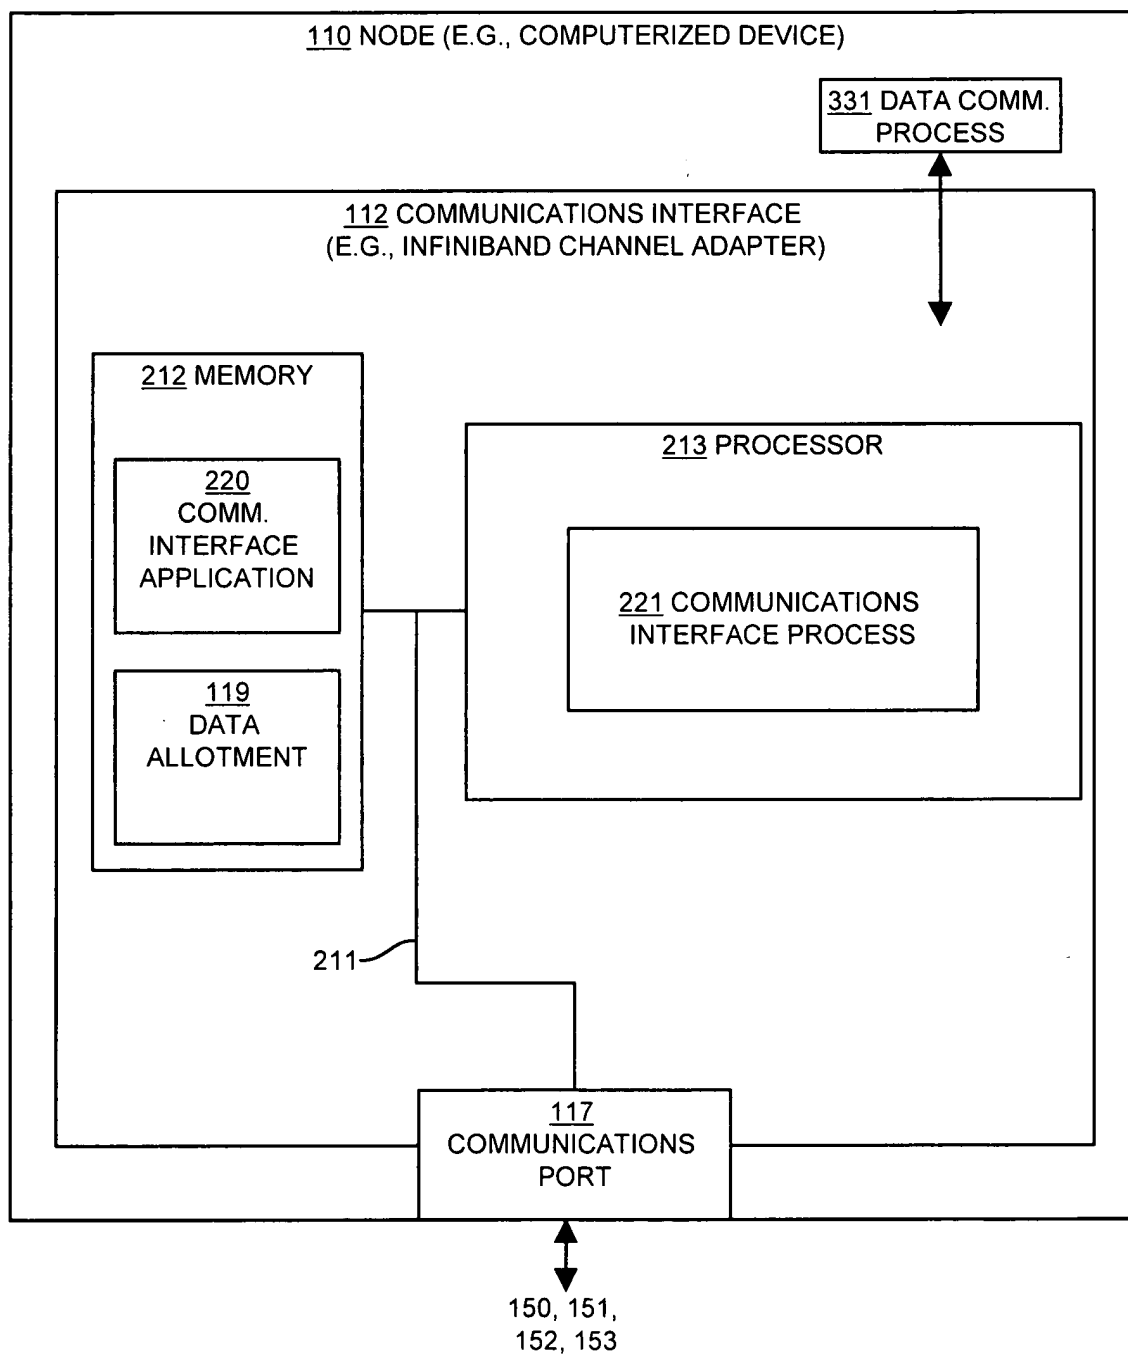 110 NODE (E.G., COMPUTERIZED DEVICE)
331 DATA COMM.
PROCESS
112 COMMUNICATIONS INTERFACE
(E.G., INFINIBAND CHANNEL ADAPTER)
212 MEMORY
220
COMM.
INTERFACE
APPLICATION
119
DATA
ALLOTMENT
213 PROCESSOR
221 COMMUNICATIONS
INTERFACE PROCESS
211
117
COMMUNICATIONS
PORT
150, 151,
152, 153